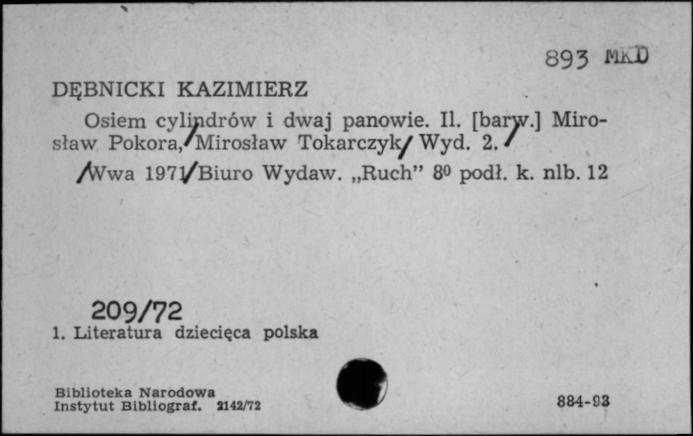 893 MKD
DĘBNICKI KAZIMIERZ
Osiem cylindrów i dwaj panowie. Il. [barw.] Miro-
sław Pokora,/Mirosław Tokarczyk/ Wyd. 2./
/Wwa 1971/Biuro Wydaw. „Ruch” 8⁰ podł. k. nlb. 12
209/72
1. Literatura dziecięca polska
Biblioteka Narodowa
Instytut Bibliograf. 2142/72
884-93